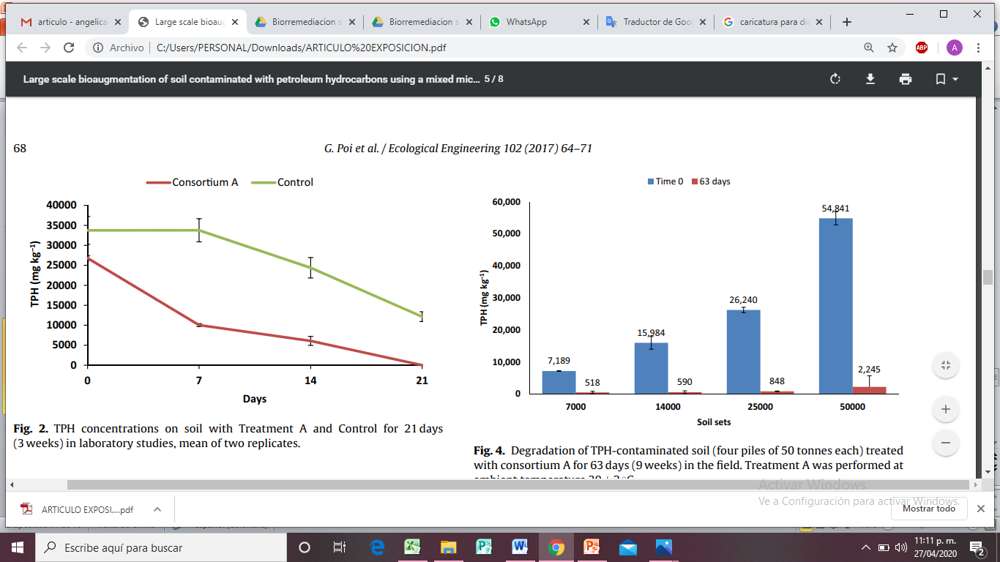 articulo - angelica
Large scale bioaug
Biorremediacion s
Biorremediacion s
WhatsApp
Traductor de Goo
caricatura para di
Archivo
C:/Users/PERSONAL/Downloads/ARTICULO%20EXPOSICION.pdf
ABP
A
Large scale bioaugmentation of soil contaminated with petroleum hydrocarbons using a mixed mic... 5 / 8
68
G. Poi et al. / Ecological Engineering 102 (2017) 64–71
Consortium A Control
40000
35000
30000
25000
20000
15000
10000
5000
0
TPH (mg kg⁻¹)
0 7 14 21
Days
Fig. 2. TPH concentrations on soil with Treatment A and Control for 21 days
(3 weeks) in laboratory studies, mean of two replicates.
Time 0 63 days
60,000
50,000
40,000
30,000
20,000
10,000
0
TPH (mg kg⁻¹)
7,189
518
15,984
590
26,240
848
54,841
2,245
7000 14000 25000 50000
Soil sets
Fig. 4. Degradation of TPH-contaminated soil (four piles of 50 tonnes each) treated
with consortium A for 63 days (9 weeks) in the field. Treatment A was performed at
Activar Windows
Ve a Configuración para activar Windows.
ARTICULO EXPOSI....pdf
Mostrar todo
Escribe aquí para buscar
11:11 p. m.
27/04/2020
2